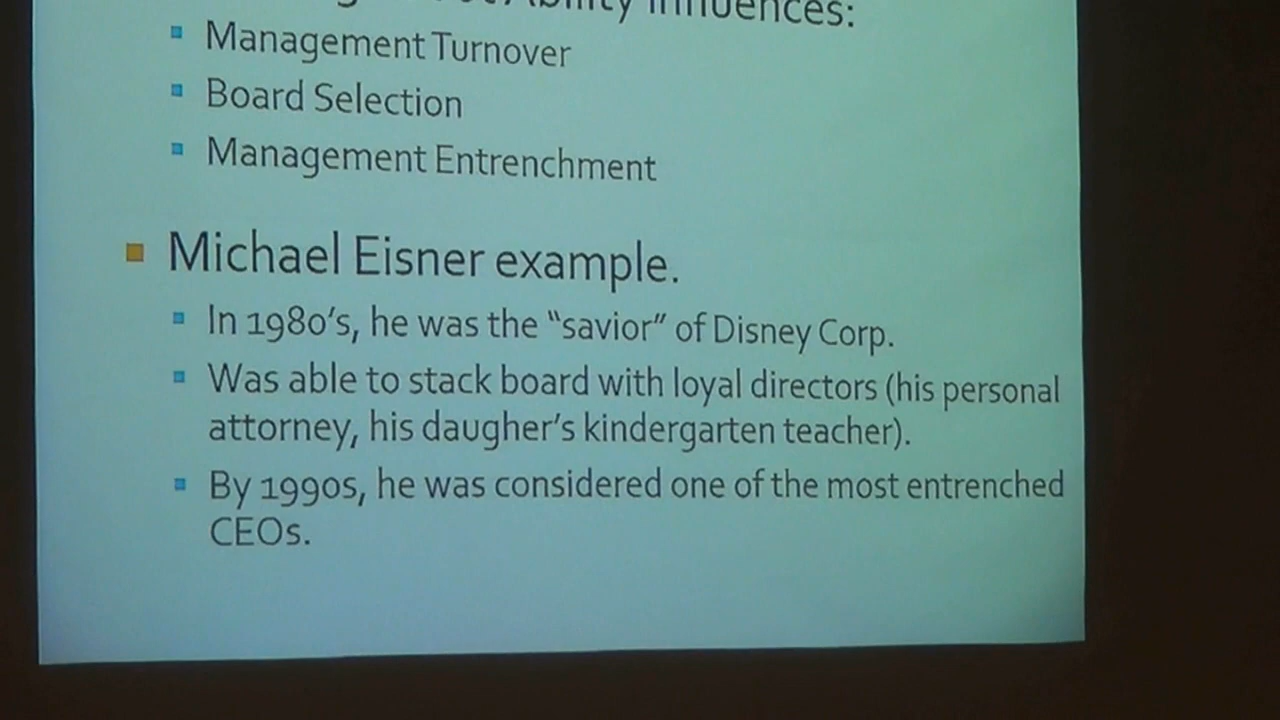 Ability Influences:
Management Turnover
Board Selection
Management Entrenchment
Michael Eisner example.
In 1980's, he was the “savior” of Disney Corp.
Was able to stack board with loyal directors (his personal
attorney, his daugher's kindergarten teacher).
By 1990s, he was considered one of the most entrenched
CEOs.